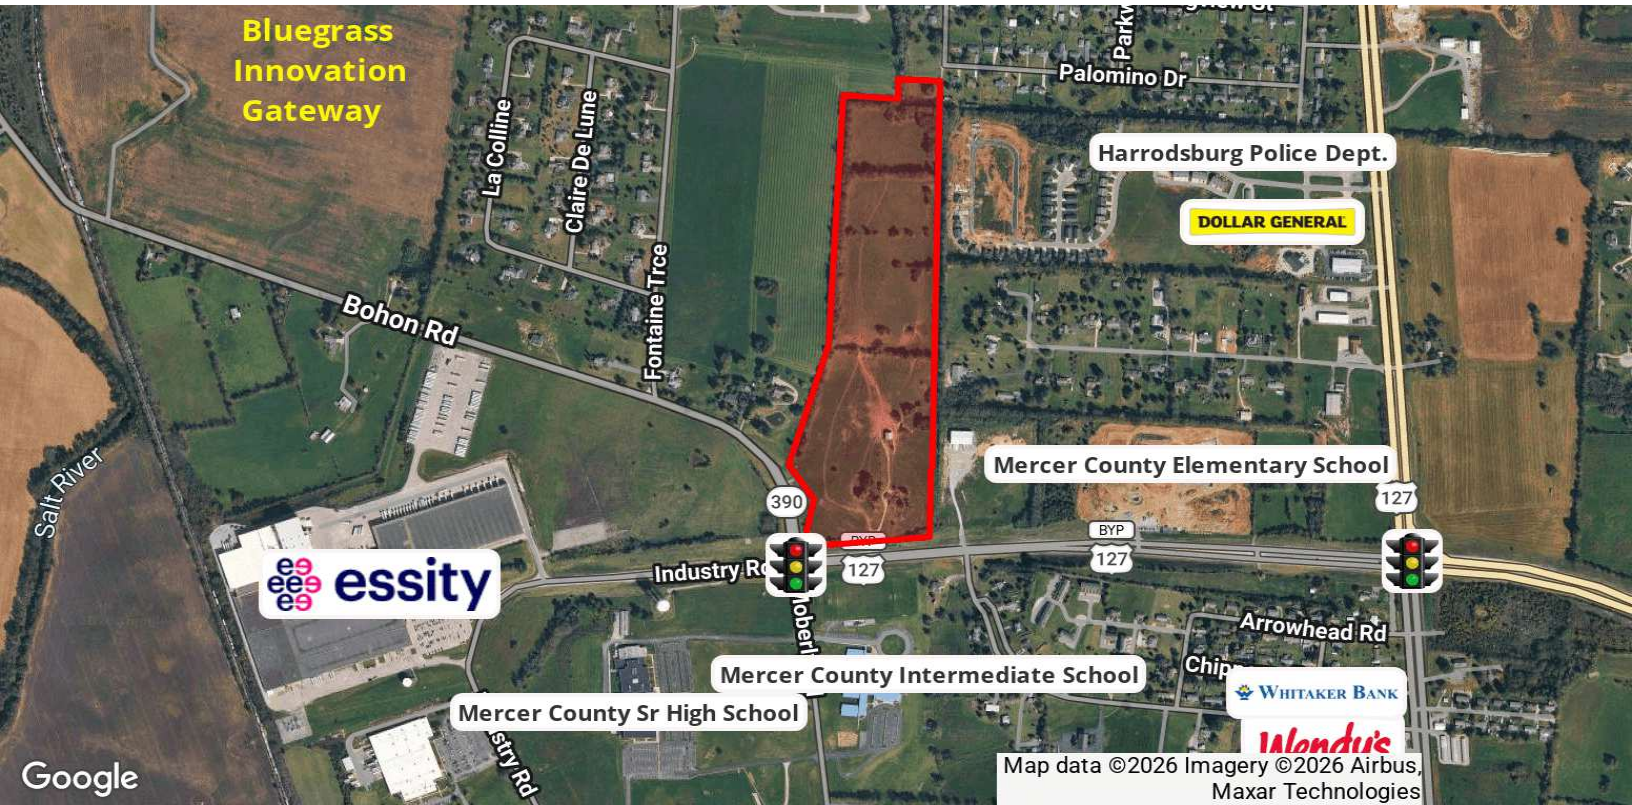 Bluegrass
Innovation
Gateway
Palomino Dr
La Colline
Claire De Lune
Fontaine Trce
Harrodsburg Police Dept.
DOLLAR GENERAL
Bohon Rd
Salt River
Mercer County Elementary School
390
127
BYP
127
BYP
127
Industry Rd
essity
Arrowhead Rd
Mercer County Intermediate School
WHITAKER BANK
Mercer County Sr High School
Wendy's
Google
Map data ©2026 Imagery ©2026 Airbus,
Maxar Technologies